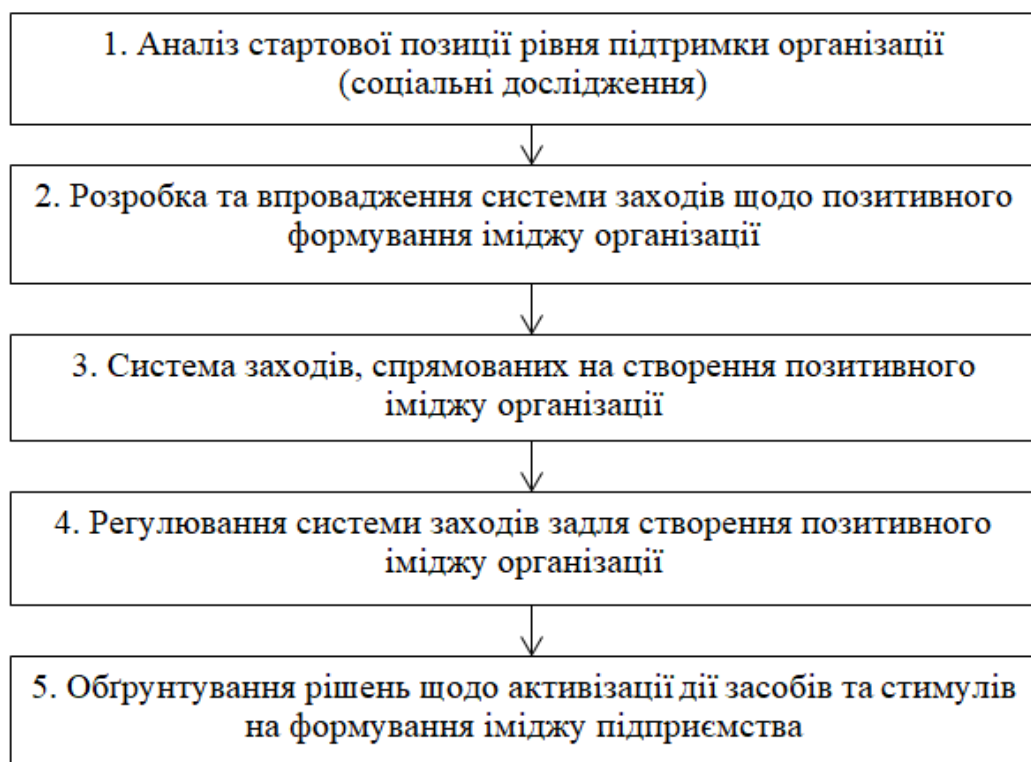 1. Аналіз стартової позиції рівня підтримки організації
(соціальні дослідження)
2. Розробка та впровадження системи заходів щодо позитивного
формування іміджу організації
3. Система заходів, спрямованих на створення позитивного
іміджу організації
4. Регулювання системи заходів задля створення позитивного
іміджу організації
5. Обґрунтування рішень щодо активізації дії засобів та стимулів
на формування іміджу підприємства